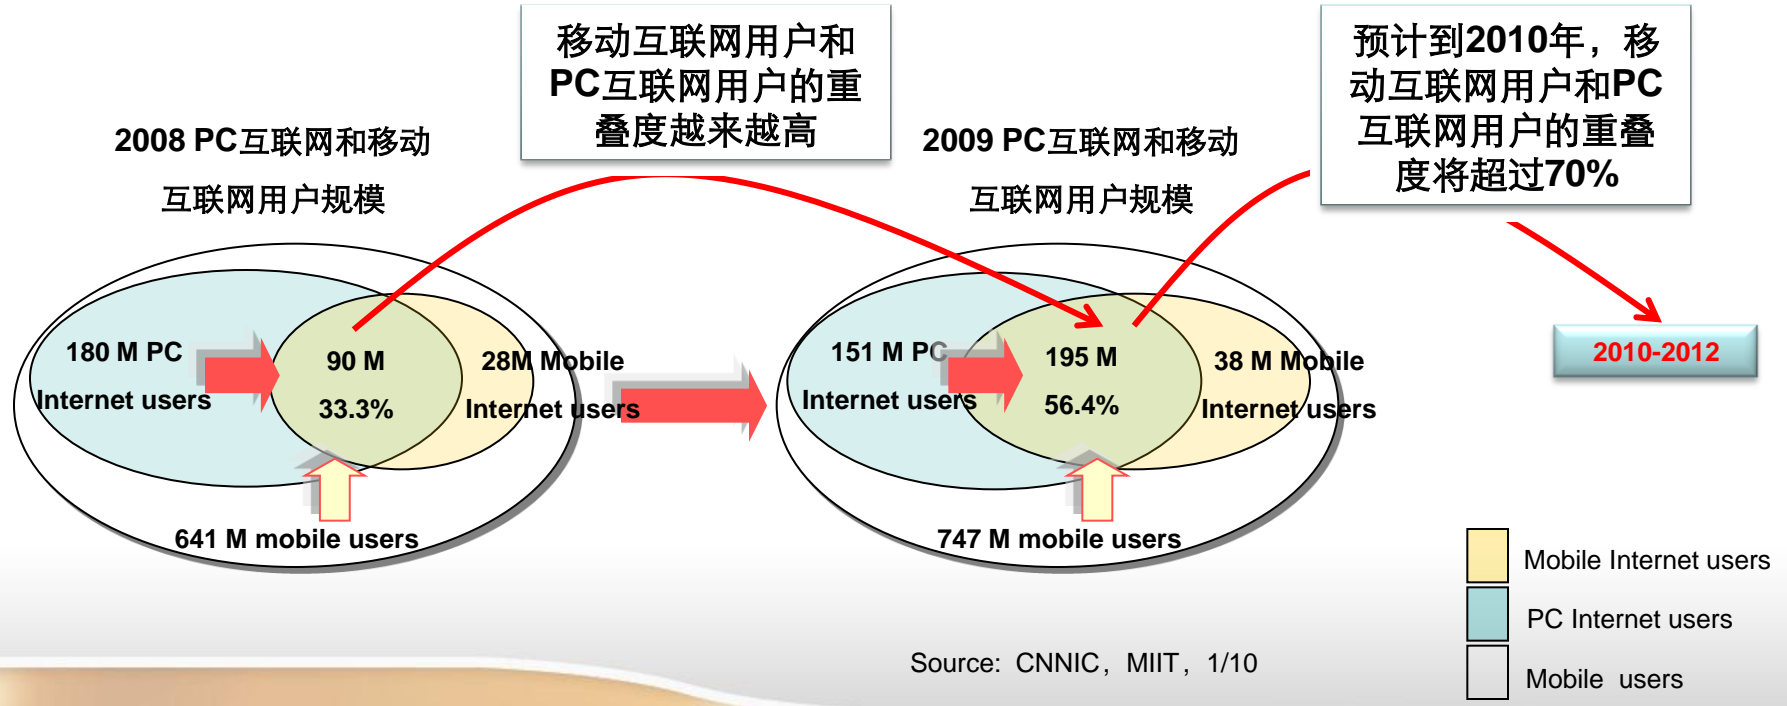 移动互联网用户和
PC互联网用户的重
叠度越来越高
预计到2010年，移
动互联网用户和PC
互联网用户的重叠
度将超过70%
2008 PC互联网和移动
互联网用户规模
2009 PC互联网和移动
互联网用户规模
180 M PC
Internet users
90 M
33.3%
28M Mobile
Internet users
641 M mobile users
151 M PC
Internet users
195 M
56.4%
38 M Mobile
Internet users
747 M mobile users
2010-2012
Mobile Internet users
PC Internet users
Mobile users
Source: CNNIC，MIIT，1/10